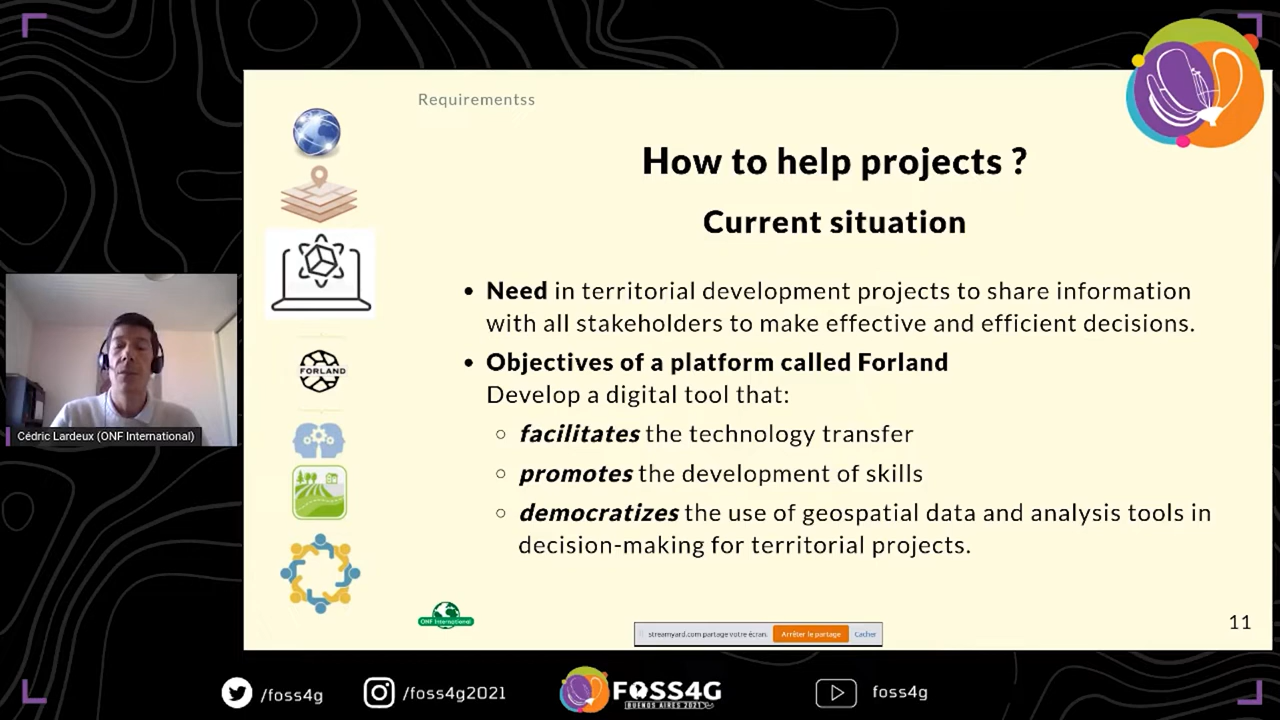 Requirementss
How to help projects ?
Current situation
• Need in territorial development projects to share information
with all stakeholders to make effective and efficient decisions.
• Objectives of a platform called Forland
Develop a digital tool that:
○ facilitates the technology transfer
○ promotes the development of skills
○ democratizes the use of geospatial data and analysis tools in
decision-making for territorial projects.
FORLAND
Cédric Lardeux (ONF International)
ONF International
streamyard.com partage votre écran.
Arrêter le partage
Cacher
11
/foss4g
/foss4g2021
FOSS4G
BUENOS AIRES 2021
foss4g